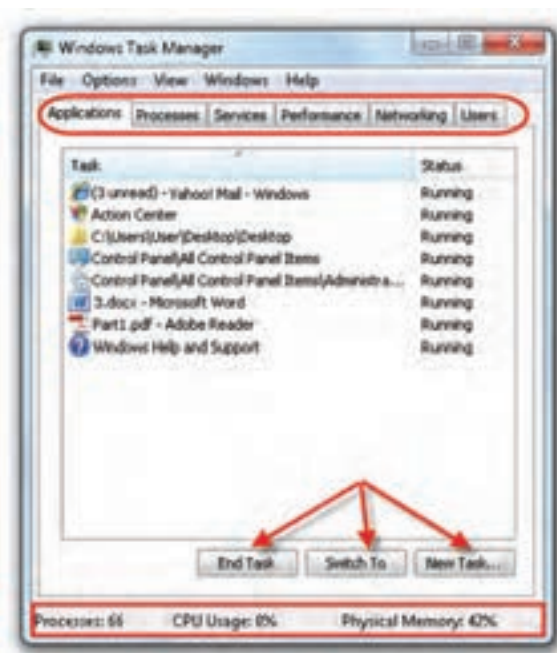 Windows Task Manager
File Options View Windows Help
Applications Processes Services Performance Networking Users
Task Status
(3 unread) - Yahoo! Mail - Windows Running
Action Center Running
C:\Users\User\Desktop\Desktop Running
Control Panel\All Control Panel Items Running
Control Panel\All Control Panel Items\Administra... Running
3.docx - Microsoft Word Running
Part1.pdf - Adobe Reader Running
Windows Help and Support Running
End Task Switch To New Task...
Processes: 66 CPU Usage: 0% Physical Memory: 42%